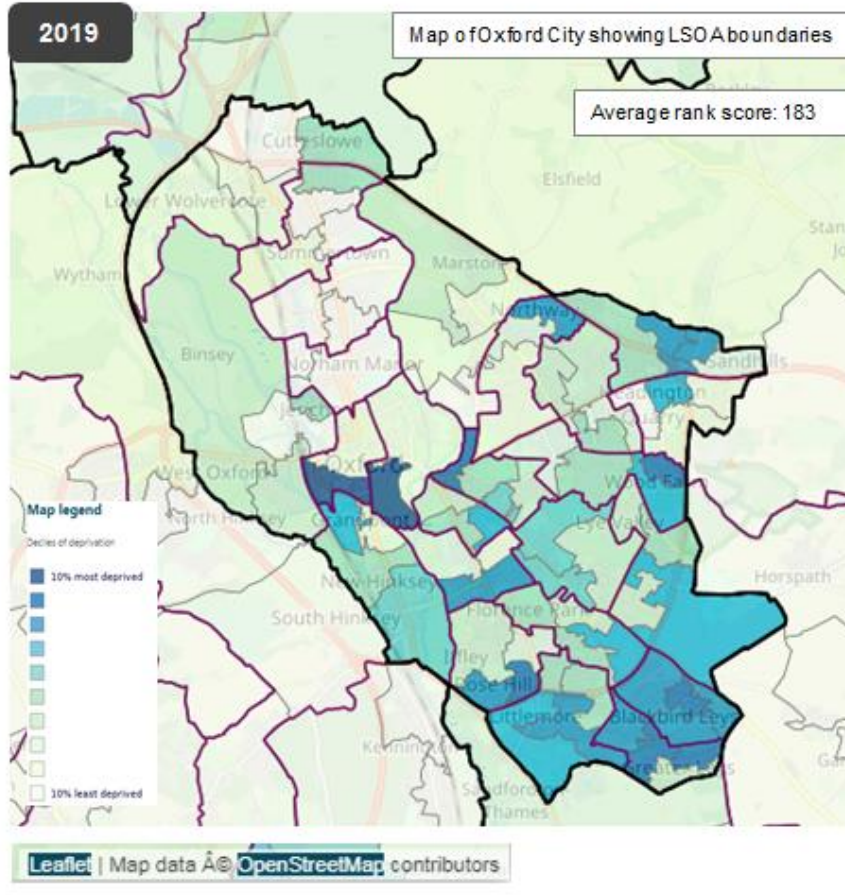 2019
Map of Oxford City showing LSOA boundaries
Average rank score: 183
Cutteslowe
Elsfield
Lower Wolvercote
Summertown
Wytham
Marston
Northway
Binsey
Sandhills
Norham Manor
Headington
Quarry
Jericho
Oxford
West Oxford
Wood Farm
Map legend
North Hinksey
Grandpont
Lye Valley
Decles of deprivation
10% most deprived
New Hinksey
Horspath
South Hinksey
Florence Park
Iffley
Rose Hill
Littlemore
Blackbird Leys
Kennington
Greater Leys
Sandford-on-
Thames
10% least deprived
Leaflet | Map data Â© OpenStreetMap contributors